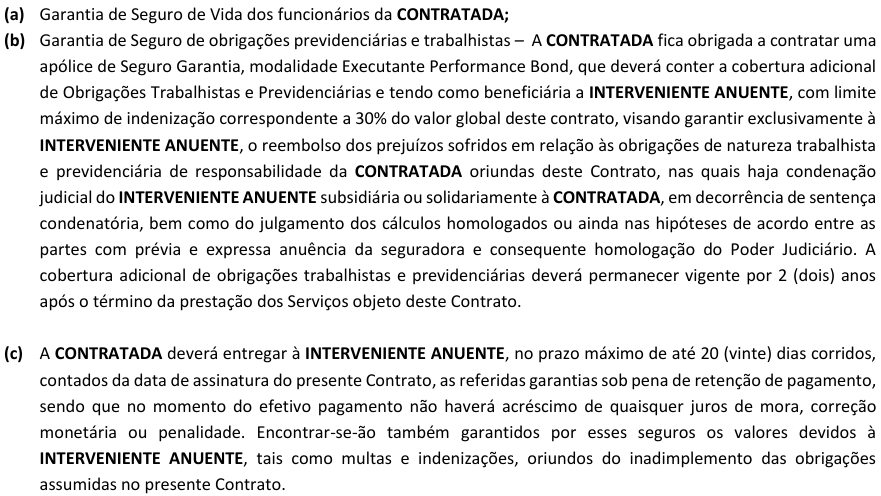 (a) Garantia de Seguro de Vida dos funcionários da CONTRATADA;
(b) Garantia de Seguro de obrigações previdenciárias e trabalhistas – A CONTRATADA fica obrigada a contratar uma
apólice de Seguro Garantia, modalidade Executante Performance Bond, que deverá conter a cobertura adicional
de Obrigações Trabalhistas e Previdenciárias e tendo como beneficiária a INTERVENIENTE ANUENTE, com limite
máximo de indenização correspondente a 30% do valor global deste contrato, visando garantir exclusivamente à
INTERVENIENTE ANUENTE, o reembolso dos prejuízos sofridos em relação às obrigações de natureza trabalhista
e previdenciária de responsabilidade da CONTRATADA oriundas deste Contrato, nas quais haja condenação
judicial do INTERVENIENTE ANUENTE subsidiária ou solidariamente à CONTRATADA, em decorrência de sentença
condenatória, bem como do julgamento dos cálculos homologados ou ainda nas hipóteses de acordo entre as
partes com prévia e expressa anuência da seguradora e consequente homologação do Poder Judiciário. A
cobertura adicional de obrigações trabalhistas e previdenciárias deverá permanecer vigente por 2 (dois) anos
após o término da prestação dos Serviços objeto deste Contrato.
(c) A CONTRATADA deverá entregar à INTERVENIENTE ANUENTE, no prazo máximo de até 20 (vinte) dias corridos,
contados da data de assinatura do presente Contrato, as referidas garantias sob pena de retenção de pagamento,
sendo que no momento do efetivo pagamento não haverá acréscimo de quaisquer juros de mora, correção
monetária ou penalidade. Encontrar-se-ão também garantidos por esses seguros os valores devidos à
INTERVENIENTE ANUENTE, tais como multas e indenizações, oriundos do inadimplemento das obrigações
assumidas no presente Contrato.